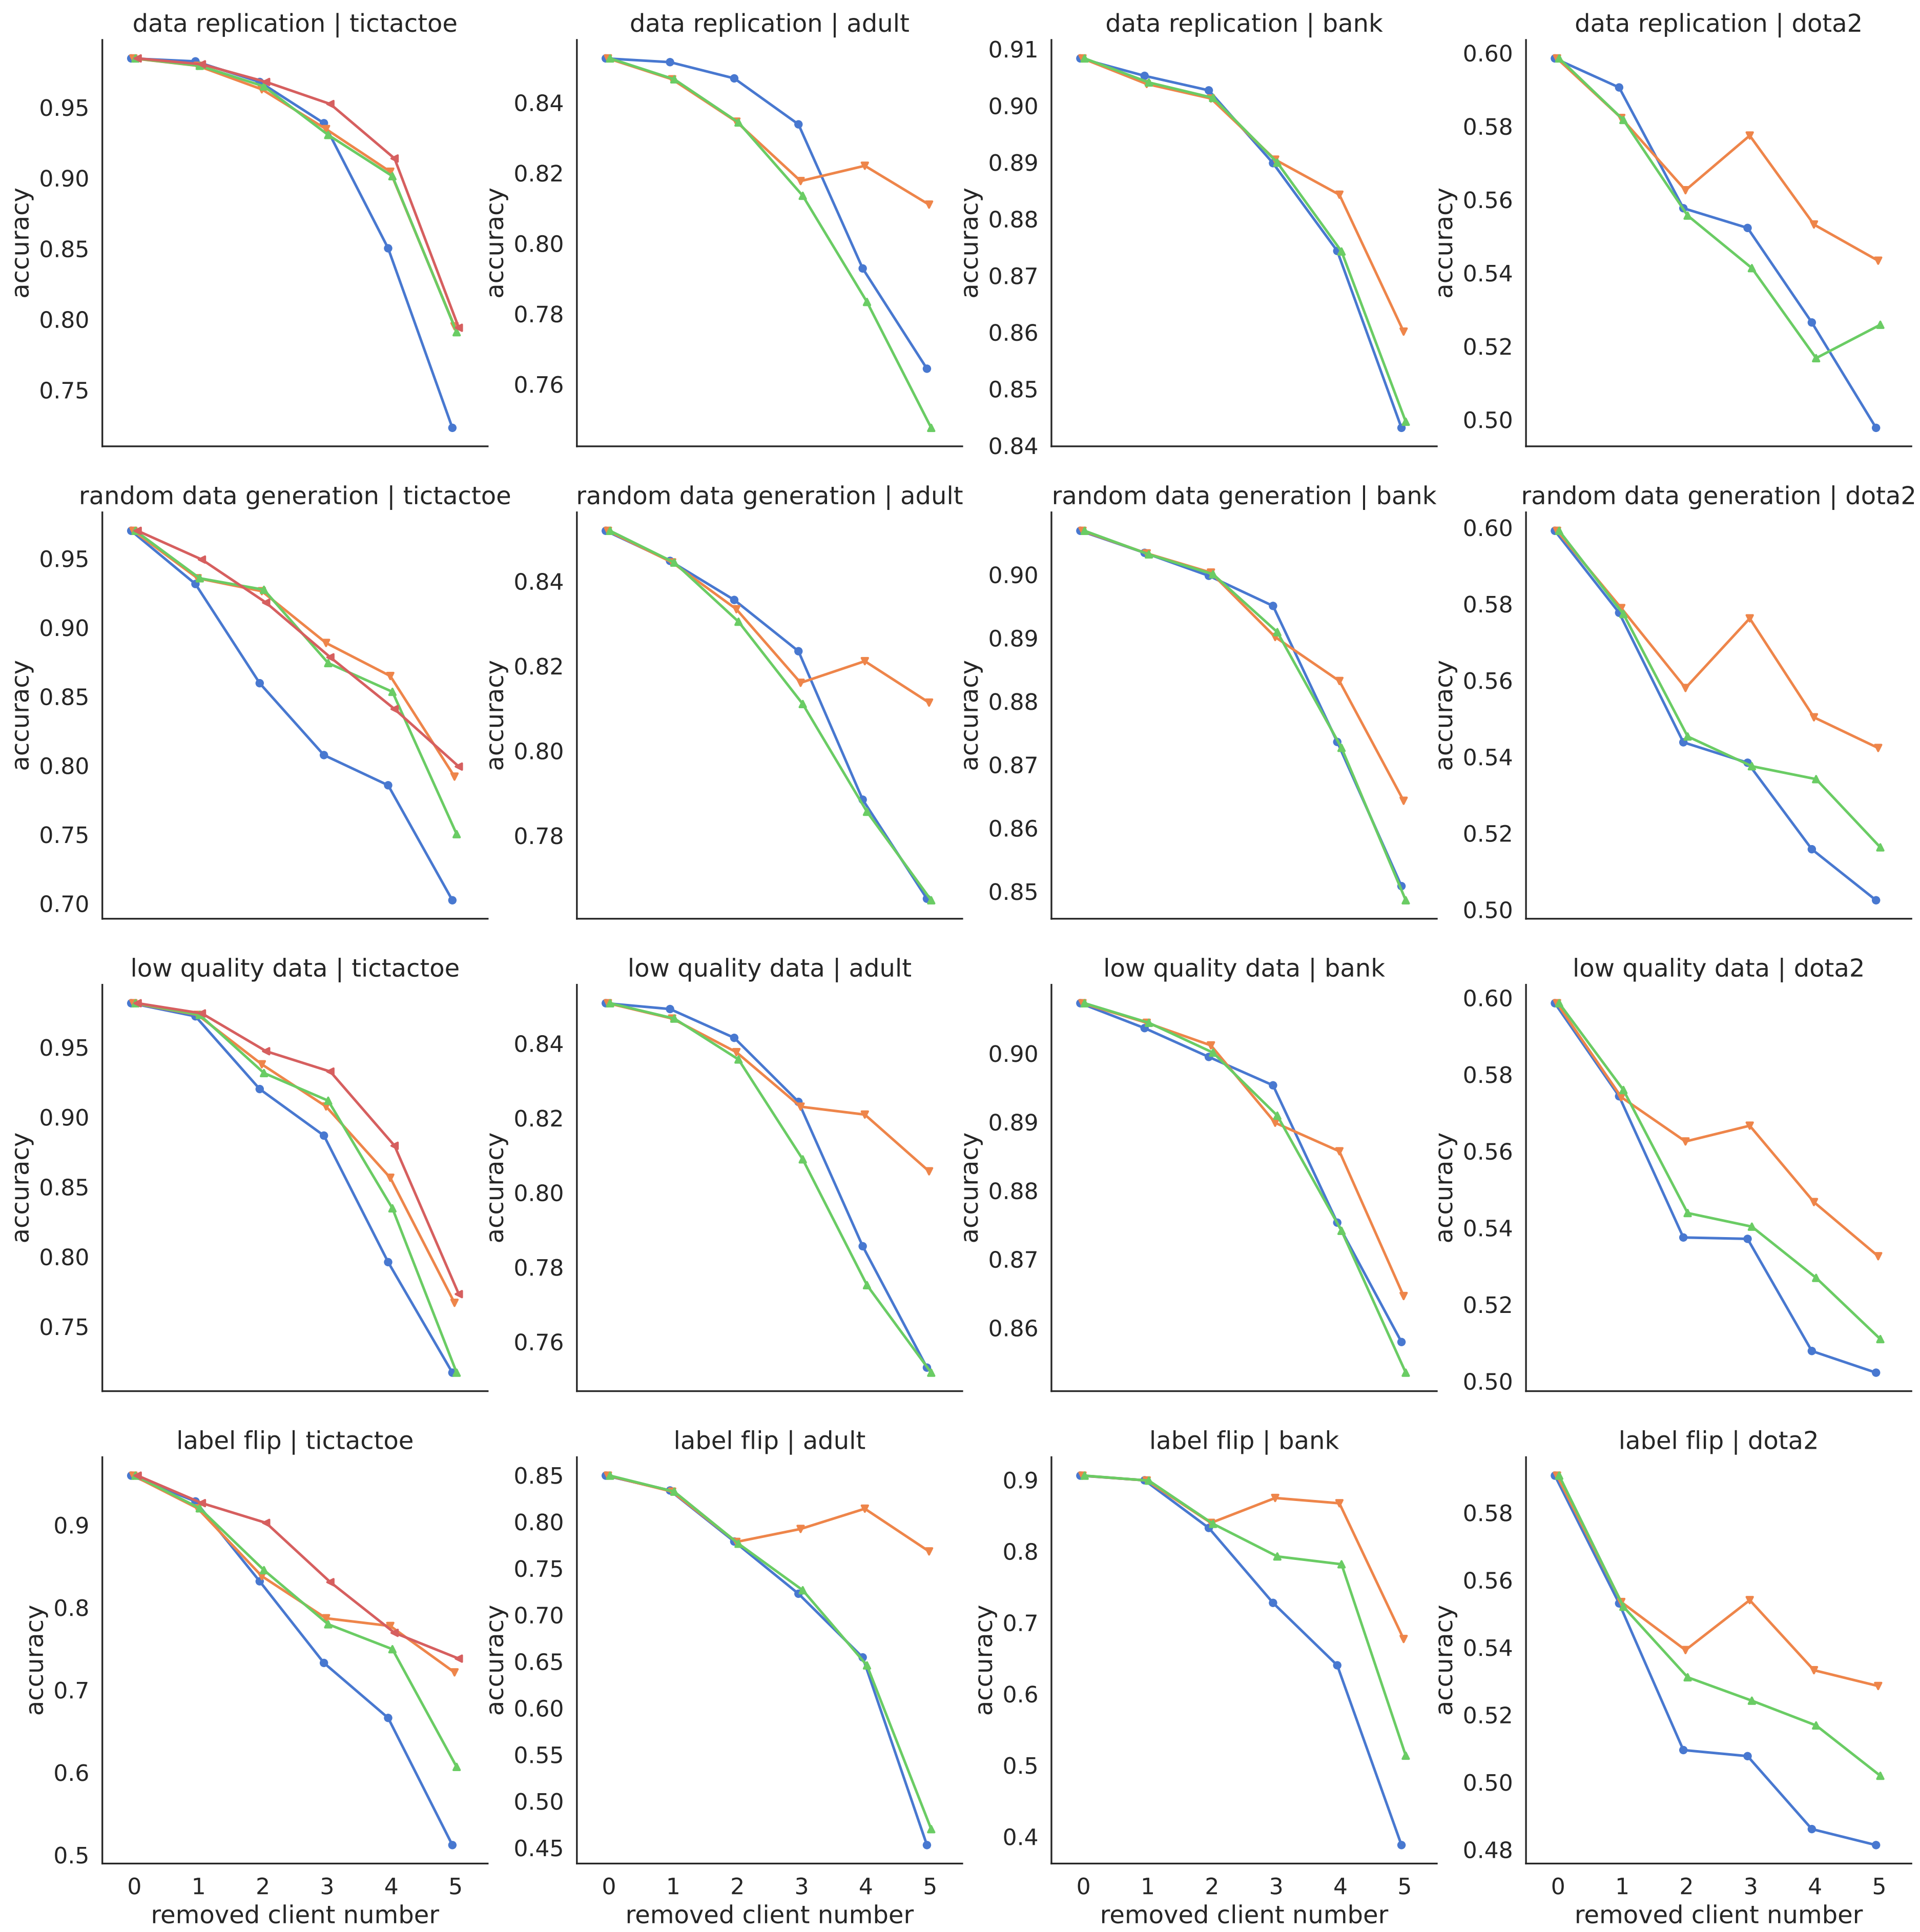 data replication | tictactoe
data replication | adult
data replication | bank
data replication | dota2
accuracy
0.95
0.90
0.85
0.80
0.75
accuracy
0.84
0.82
0.80
0.78
0.76
accuracy
0.91
0.90
0.89
0.88
0.87
0.86
0.85
0.84
accuracy
0.60
0.58
0.56
0.54
0.52
0.50
random data generation | tictactoe
random data generation | adult
random data generation | bank
random data generation | dota2
accuracy
0.95
0.90
0.85
0.80
0.75
0.70
accuracy
0.84
0.82
0.80
0.78
accuracy
0.90
0.89
0.88
0.87
0.86
0.85
accuracy
0.60
0.58
0.56
0.54
0.52
0.50
low quality data | tictactoe
low quality data | adult
low quality data | bank
low quality data | dota2
accuracy
0.95
0.90
0.85
0.80
0.75
accuracy
0.84
0.82
0.80
0.78
0.76
accuracy
0.90
0.89
0.88
0.87
0.86
accuracy
0.60
0.58
0.56
0.54
0.52
0.50
label flip | tictactoe
label flip | adult
label flip | bank
label flip | dota2
accuracy
0.9
0.8
0.7
0.6
0.5
accuracy
0.85
0.80
0.75
0.70
0.65
0.60
0.55
0.50
0.45
accuracy
0.9
0.8
0.7
0.6
0.5
0.4
accuracy
0.58
0.56
0.54
0.52
0.50
0.48
0 1 2 3 4 5
0 1 2 3 4 5
0 1 2 3 4 5
0 1 2 3 4 5
removed client number
removed client number
removed client number
removed client number